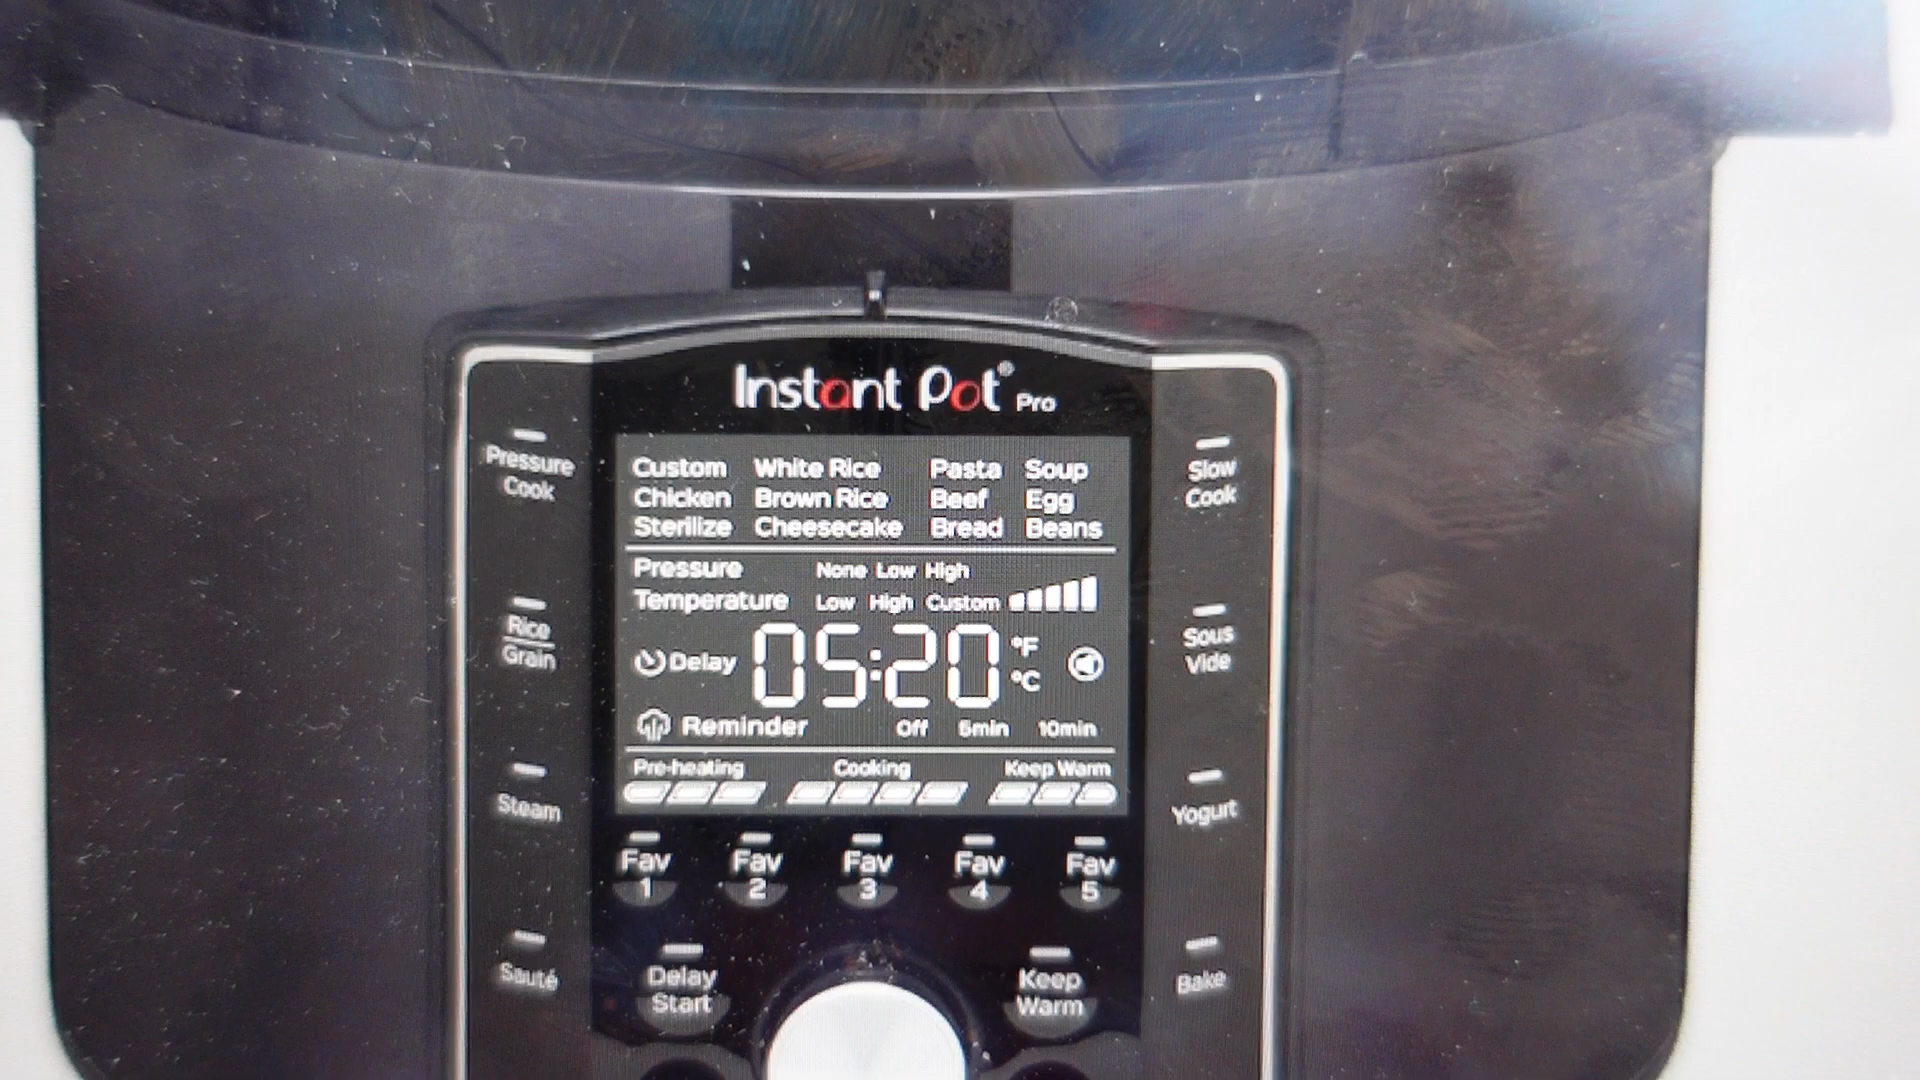 Instant Pot® Pro
Pressure Cook
Rice Grain
Steam
Sauté
Custom White Rice Pasta Soup
Chicken Brown Rice Beef Egg
Sterilize Cheesecake Bread Beans
Pressure None Low High
Temperature Low High Custom
Delay 05:20 °F °C
Reminder Off 5min 10min
Pre-heating Cooking Keep Warm
Fav 1 Fav 2 Fav 3 Fav 4 Fav 5
Delay Start
Keep Warm
Slow Cook
Sous Vide
Yogurt
Bake